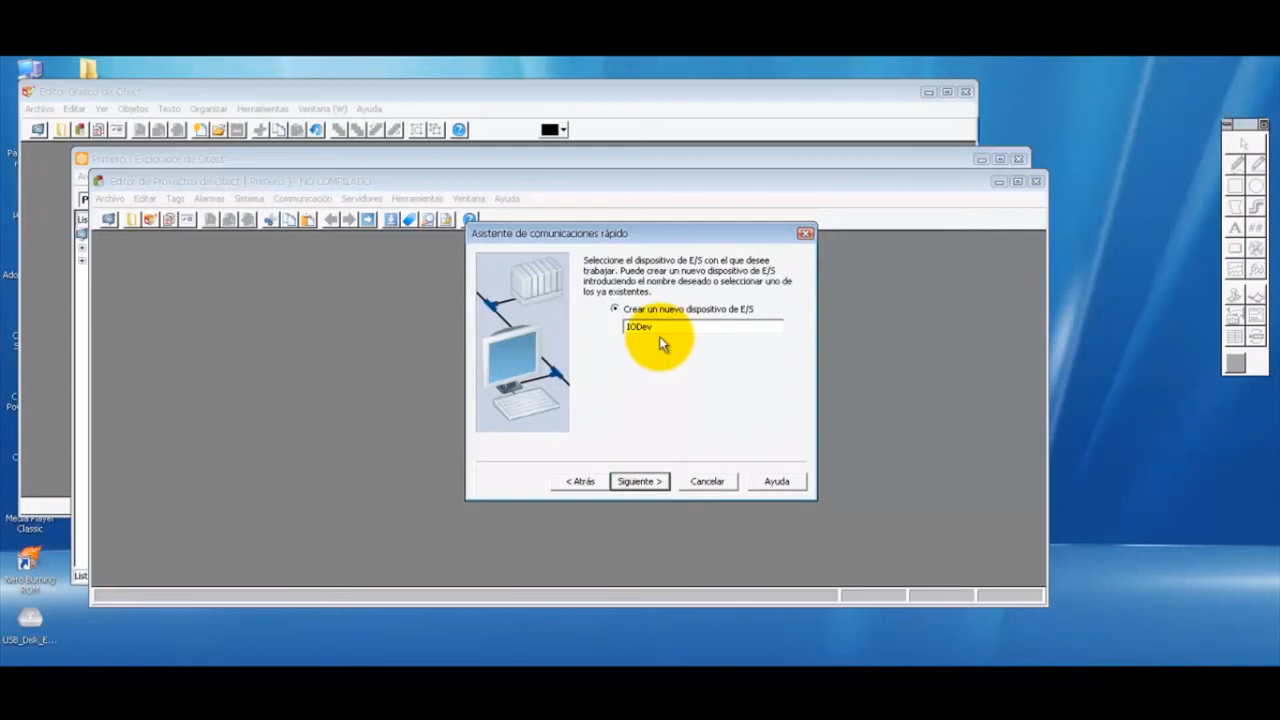 Editor Gráfico de Citect
Archivo Editar Ver Objetos Texto Organizar Herramientas Ventana (W) Ayuda
Primero - Explorador de Citect
Editor de Proyectos de Citect [ Primero ] - NO COMPILADO
Archivo Editar Tags Alarmas Sistema Comunicación Servidores Herramientas Ventana Ayuda
Asistente de comunicaciones rápido
Seleccione el dispositivo de E/S con el que desee
trabajar. Puede crear un nuevo dispositivo de E/S
introduciendo el nombre deseado o seleccionar uno de
los ya existentes.
Crear un nuevo dispositivo de E/S
IODev
< Atrás
Siguiente >
Cancelar
Ayuda
Media Player
Classic
Nero Burning
ROM
USB_Disk_E...